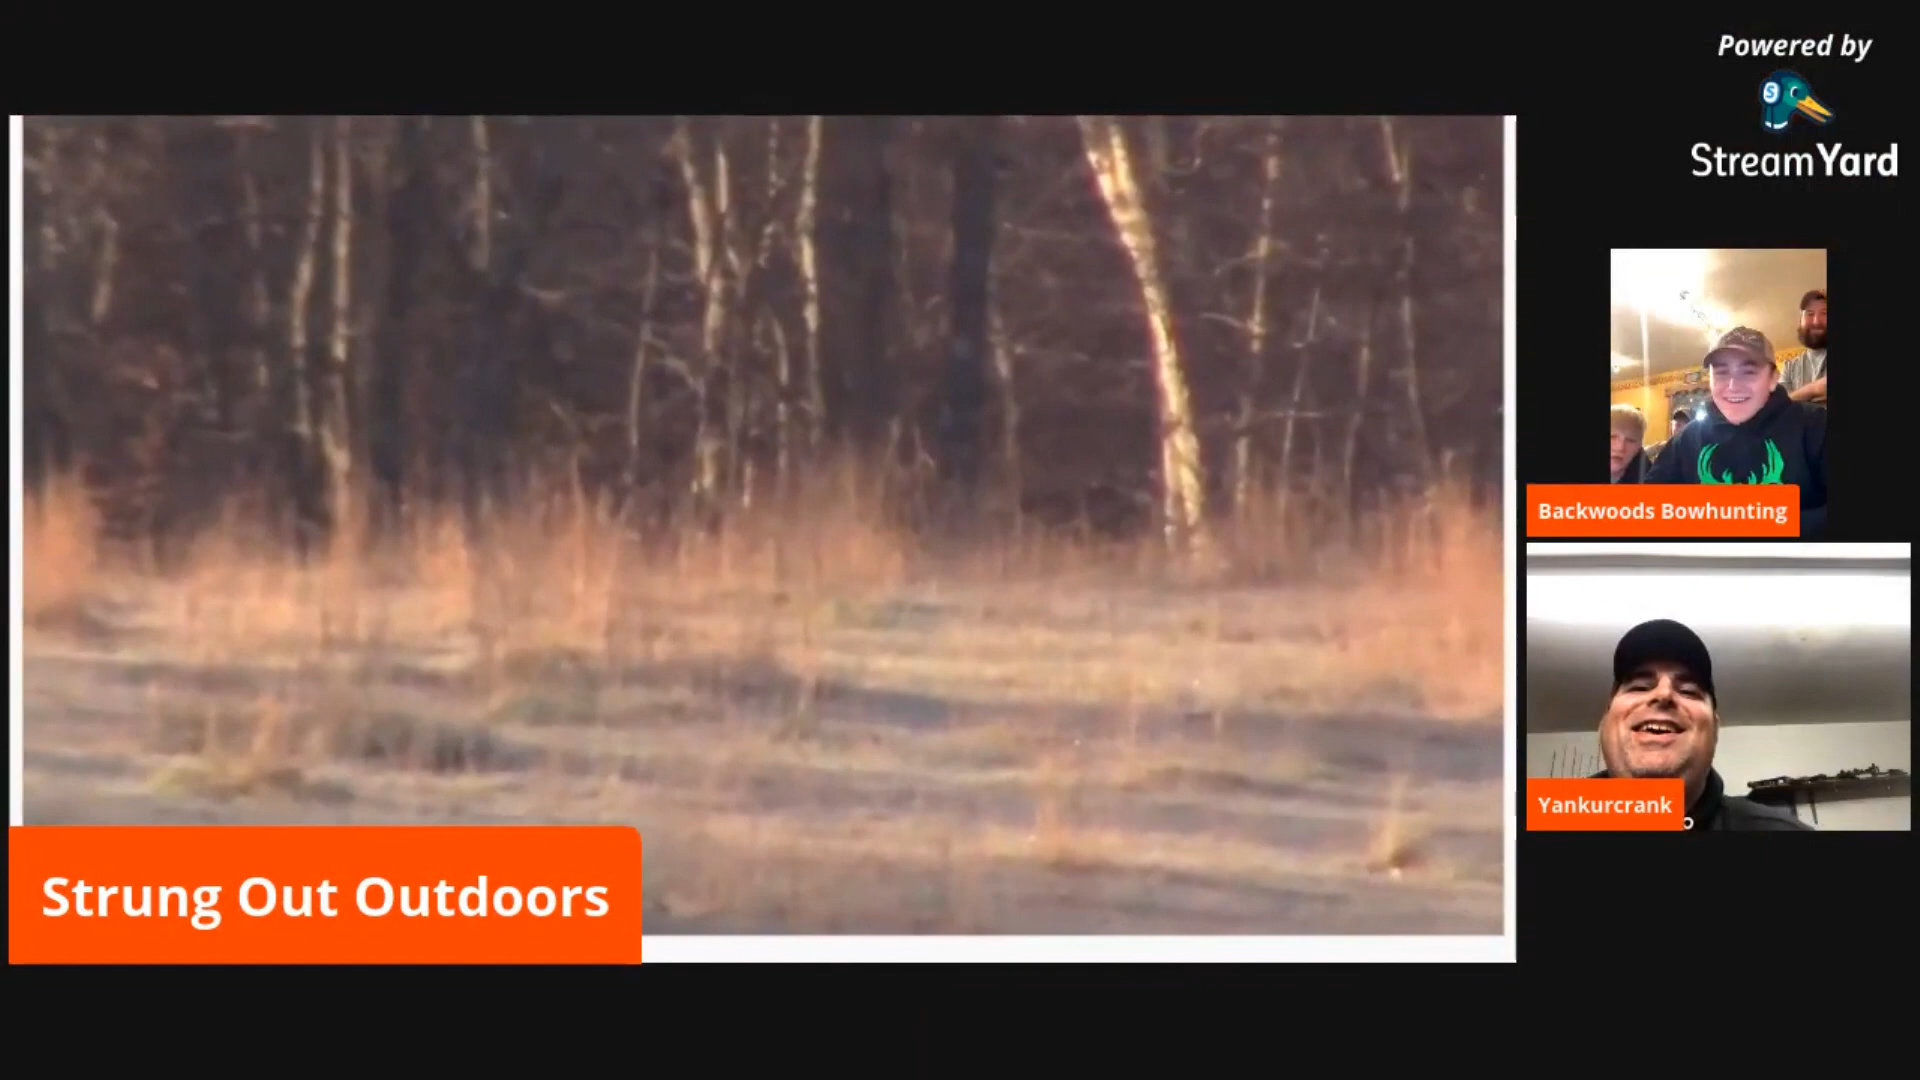 Powered by
S
StreamYard
Backwoods Bowhunting
Yankurcrank
Strung Out Outdoors